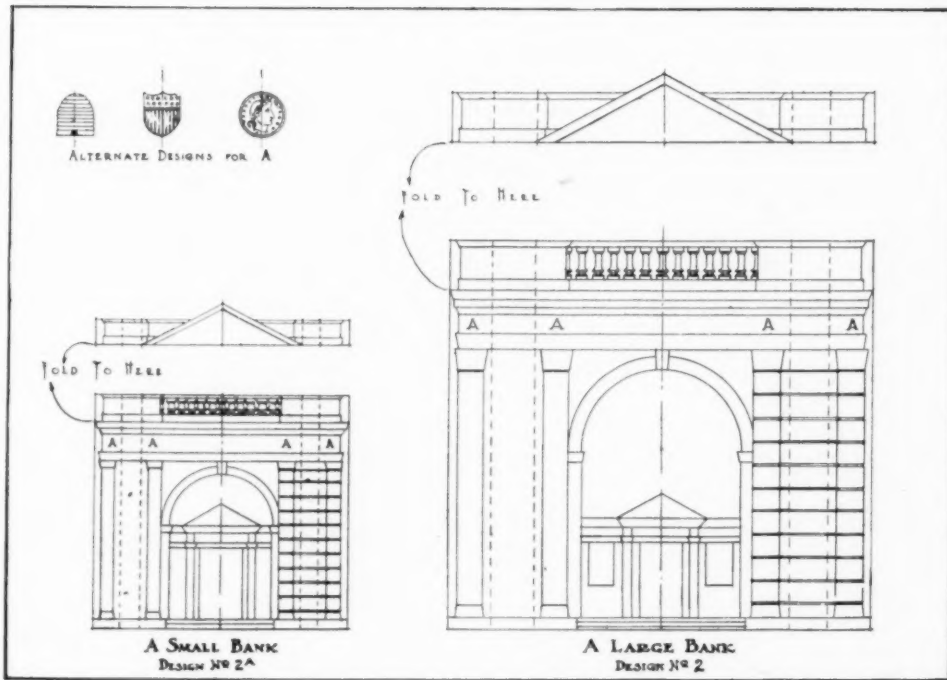 ALTERNATE DESIGNS FOR A
FOLD TO HERE
A A A A
FOLD TO HERE
A A A A
A SMALL BANK
DESIGN Nº 2A
A LARGE BANK
DESIGN Nº 2